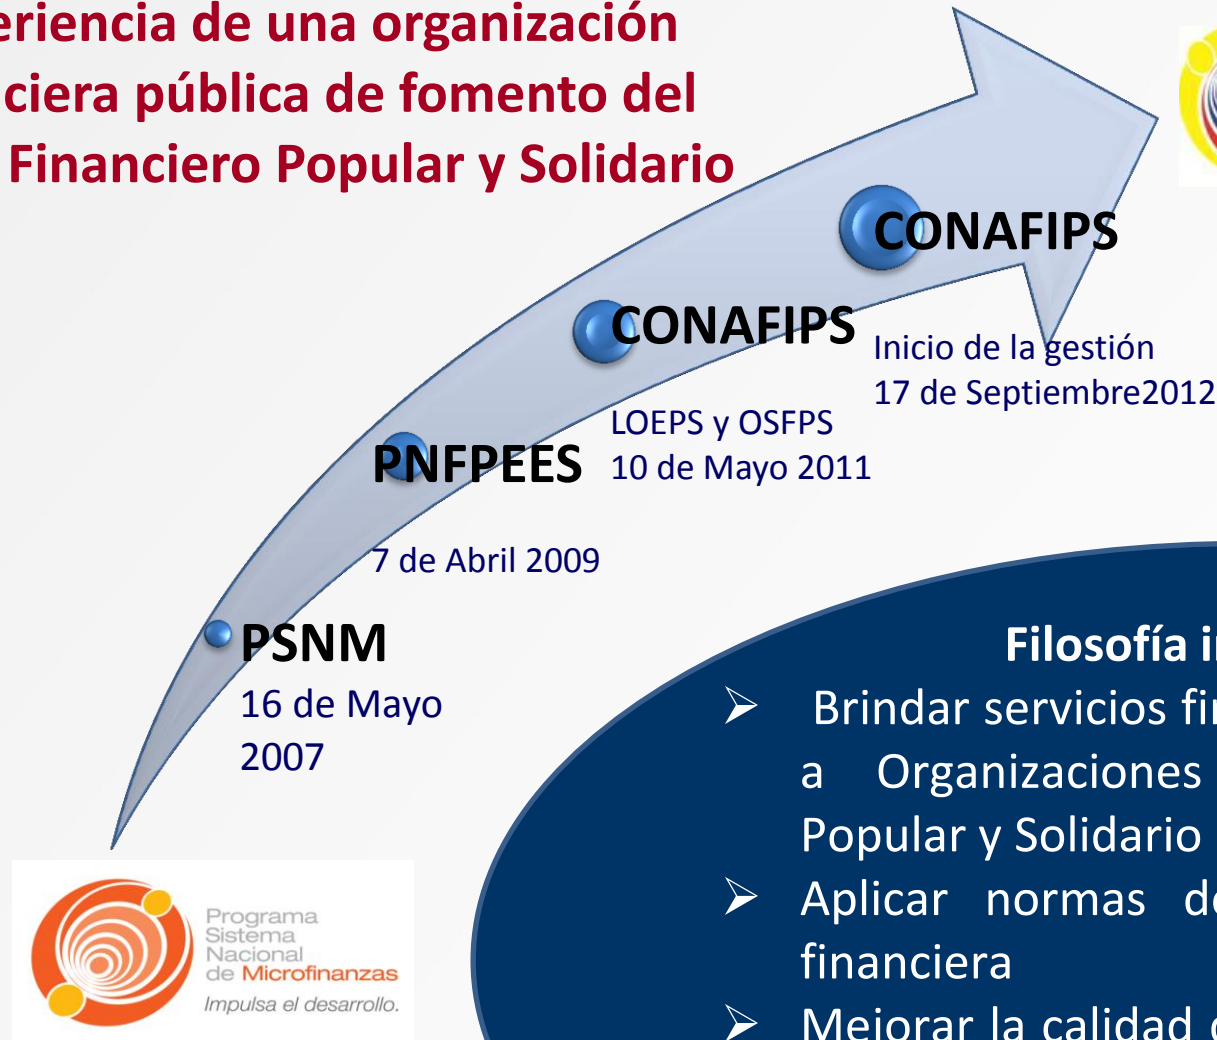 eriencia de una organización
ciera pública de fomento del
Financiero Popular y Solidario
CONAFIPS
Inicio de la gestión
17 de Septiembre2012
CONAFIPS
LOEPS y OSFPS
10 de Mayo 2011
PNFPEES
7 de Abril 2009
PSNM
16 de Mayo
2007
Programa
Sistema
Nacional
de Microfinanzas
Impulsa el desarrollo.
Filosofía i
➢ Brindar servicios fi
a Organizaciones
Popular y Solidario
➢ Aplicar normas d
financiera
➢ Mejorar la calidad